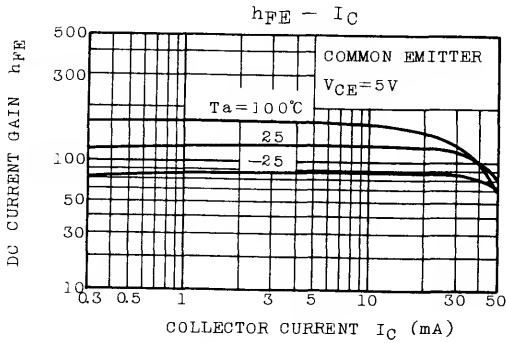 hFE − IC
DC CURRENT GAIN hFE
500
300
100
50
30
10
COMMON EMITTER
VCE=5V
Ta=100℃
25
−25
0.3 0.5 1 3 5 10 30 50
COLLECTOR CURRENT IC (mA)